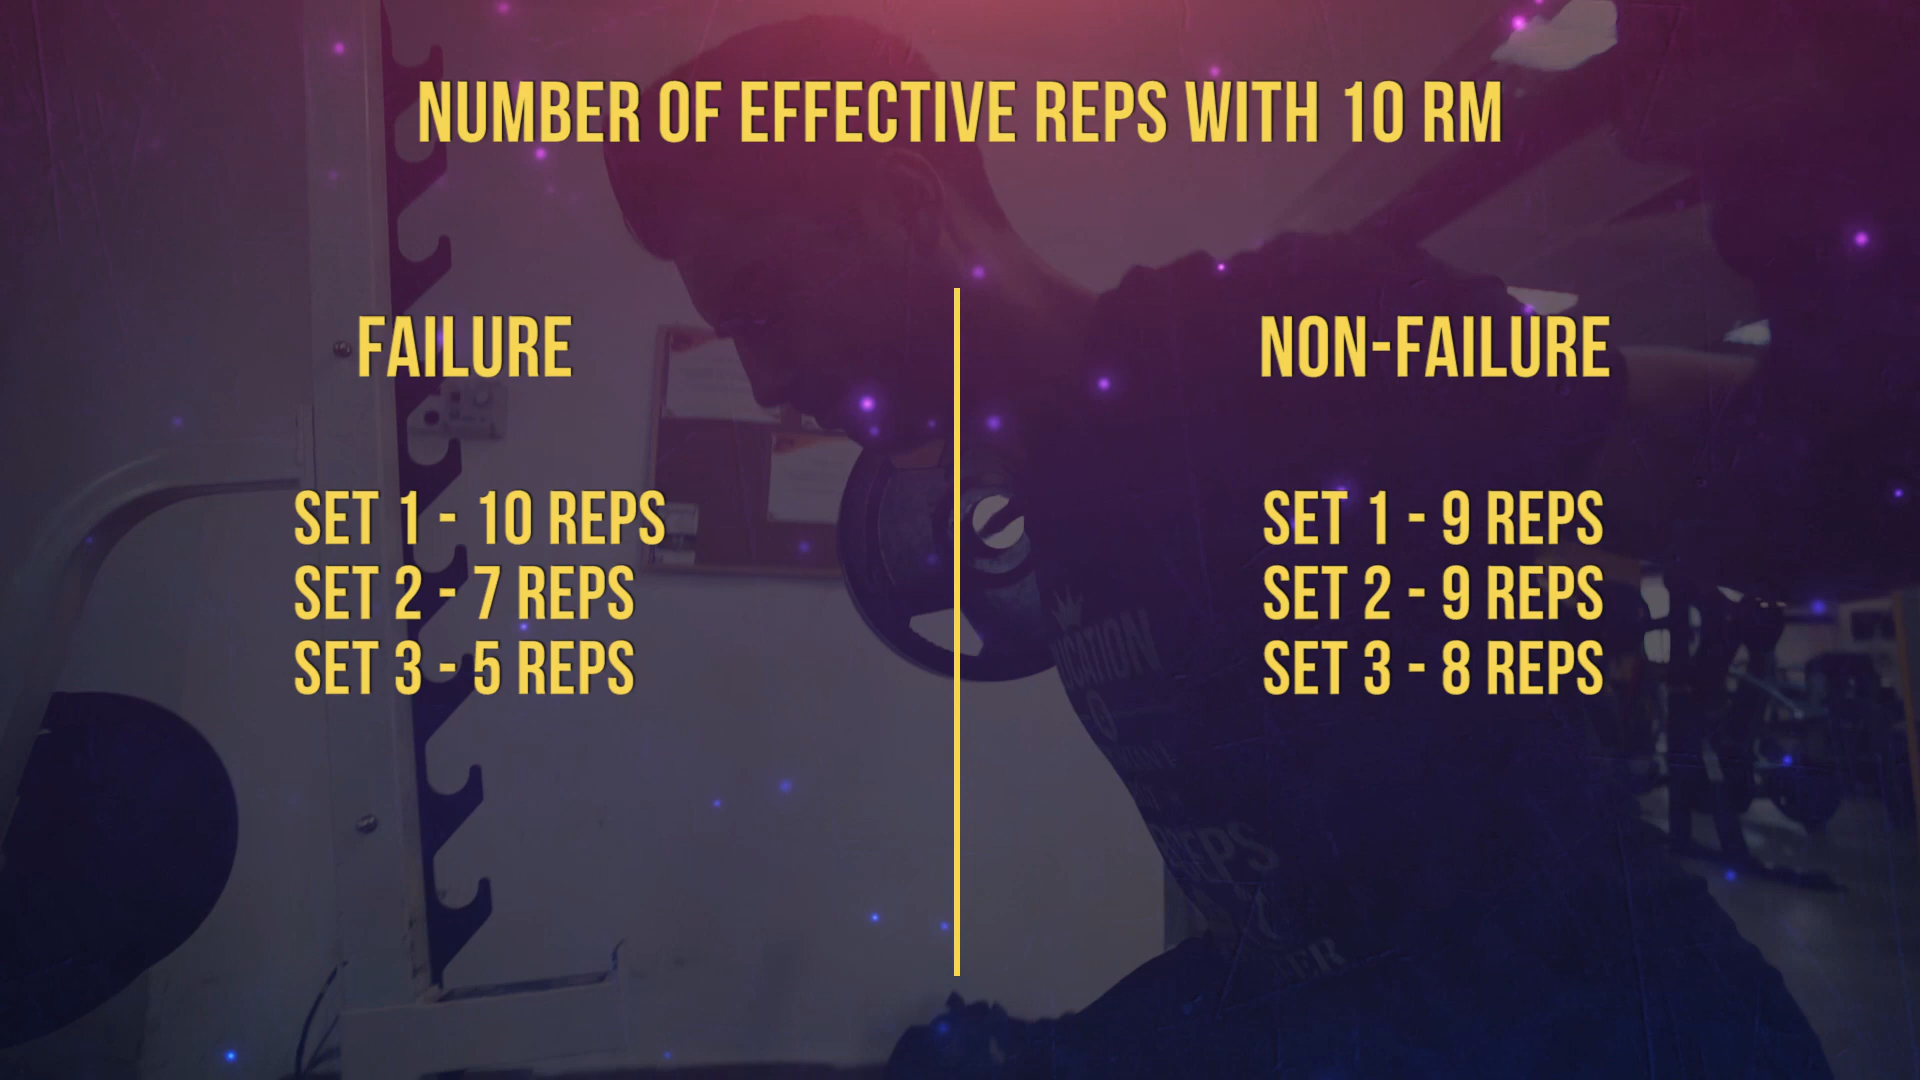 NUMBER OF EFFECTIVE REPS WITH 10 RM
FAILURE
SET 1 - 10 REPS
SET 2 - 7 REPS
SET 3 - 5 REPS
NON-FAILURE
SET 1 - 9 REPS
SET 2 - 9 REPS
SET 3 - 8 REPS
REPS